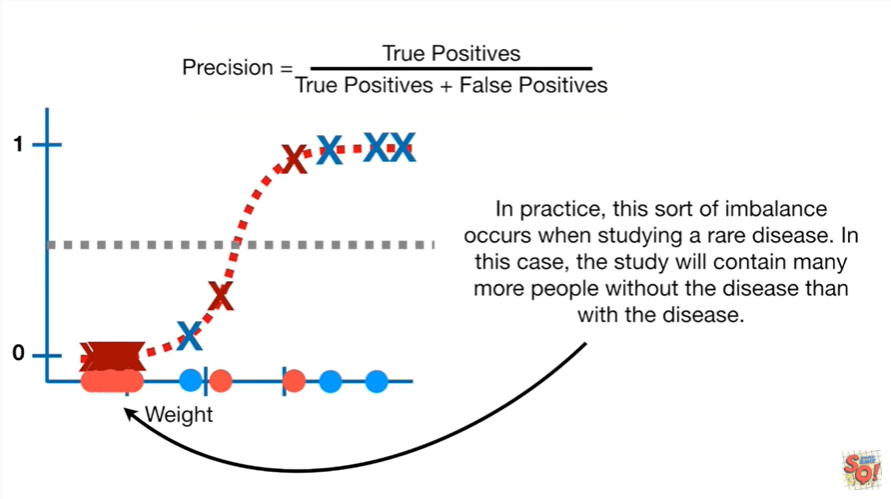 True Positives
Precision =
True Positives + False Positives
1
In practice, this sort of imbalance
occurs when studying a rare disease. In
this case, the study will contain many
more people without the disease than
with the disease.
0
Weight
SO!